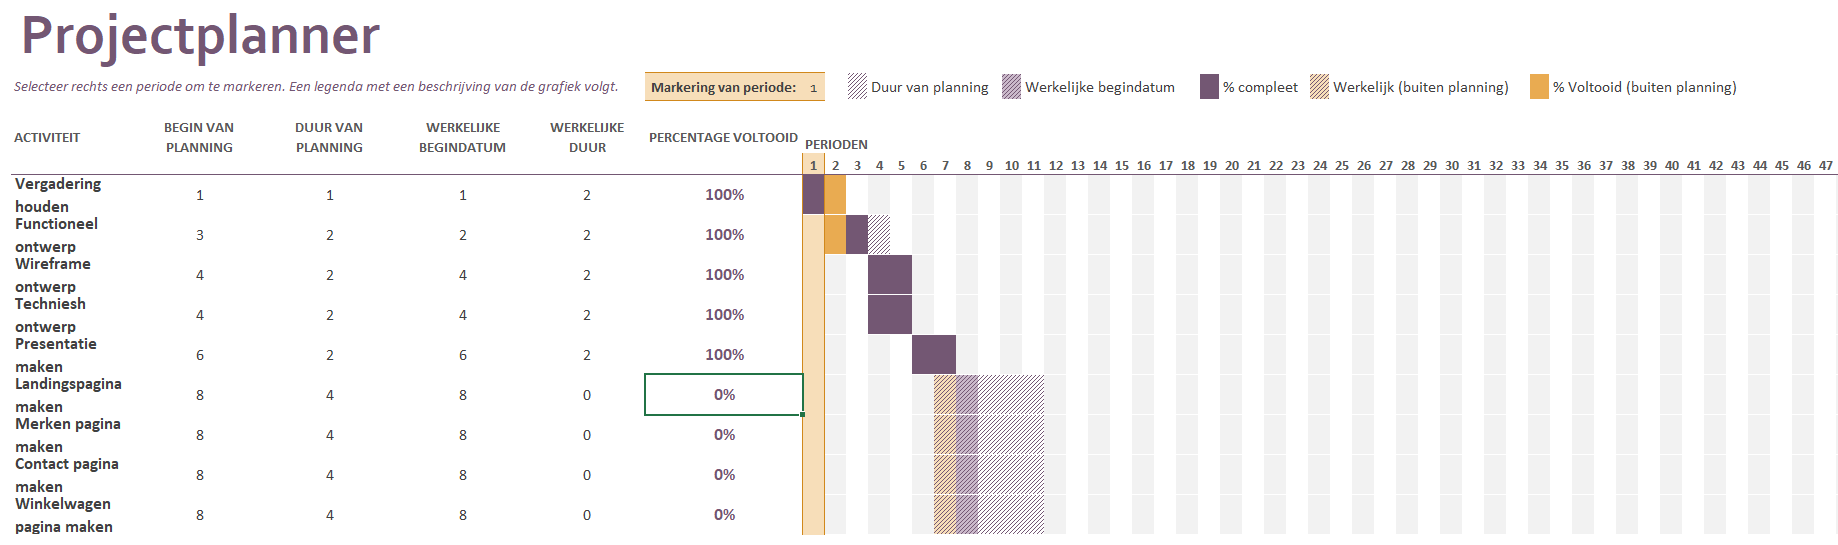 Projectplanner
Selecteer rechts een periode om te markeren. Een legenda met een beschrijving van de grafiek volgt.
Markering van periode: 1
Duur van planning
Werkelijke begindatum
% compleet
Werkelijk (buiten planning)
% Voltooid (buiten planning)
ACTIVITEIT
BEGIN VAN
PLANNING
DUUR VAN
PLANNING
WERKELIJKE
BEGINDATUM
WERKELIJKE
DUUR
PERCENTAGE VOLTOOID
PERIODEN
1 2 3 4 5 6 7 8 9 10 11 12 13 14 15 16 17 18 19 20 21 22 23 24 25 26 27 28 29 30 31 32 33 34 35 36 37 38 39 40 41 42 43 44 45 46 47
Vergadering
houden
1 1 1 2 100%
Functioneel
ontwerp
3 2 2 2 100%
Wireframe
ontwerp
4 2 4 2 100%
Techniesh
ontwerp
4 2 4 2 100%
Presentatie
maken
6 2 6 2 100%
Landingspagina
maken
8 4 8 0 0%
Merken pagina
maken
8 4 8 0 0%
Contact pagina
maken
8 4 8 0 0%
Winkelwagen
pagina maken
8 4 8 0 0%